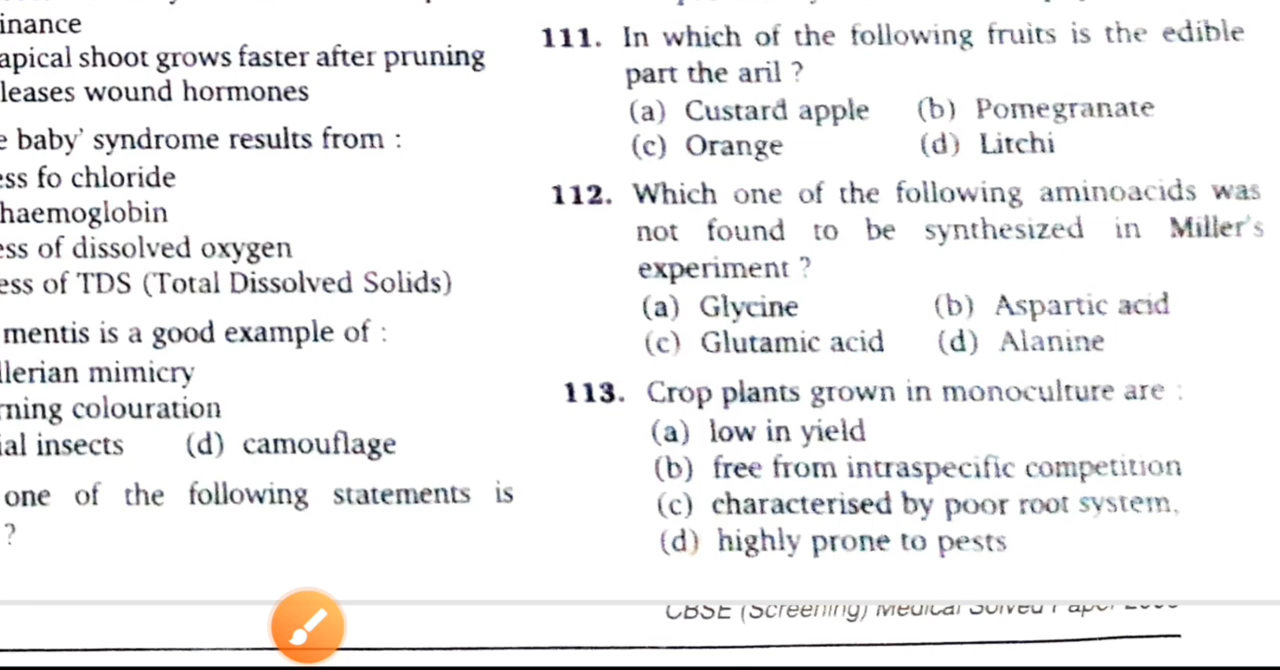 inance
apical shoot grows faster after pruning
leases wound hormones
e baby' syndrome results from :
ess fo chloride
haemoglobin
ess of dissolved oxygen
ess of TDS (Total Dissolved Solids)
mentis is a good example of :
llerian mimicry
rning colouration
ial insects (d) camouflage
one of the following statements is
?
111. In which of the following fruits is the edible
part the aril ?
(a) Custard apple (b) Pomegranate
(c) Orange (d) Litchi
112. Which one of the following aminoacids was
not found to be synthesized in Miller's
experiment ?
(a) Glycine (b) Aspartic acid
(c) Glutamic acid (d) Alanine
113. Crop plants grown in monoculture are :
(a) low in yield
(b) free from intraspecific competition
(c) characterised by poor root system,
(d) highly prone to pests
CBSE (Screening) Medical Solved Paper